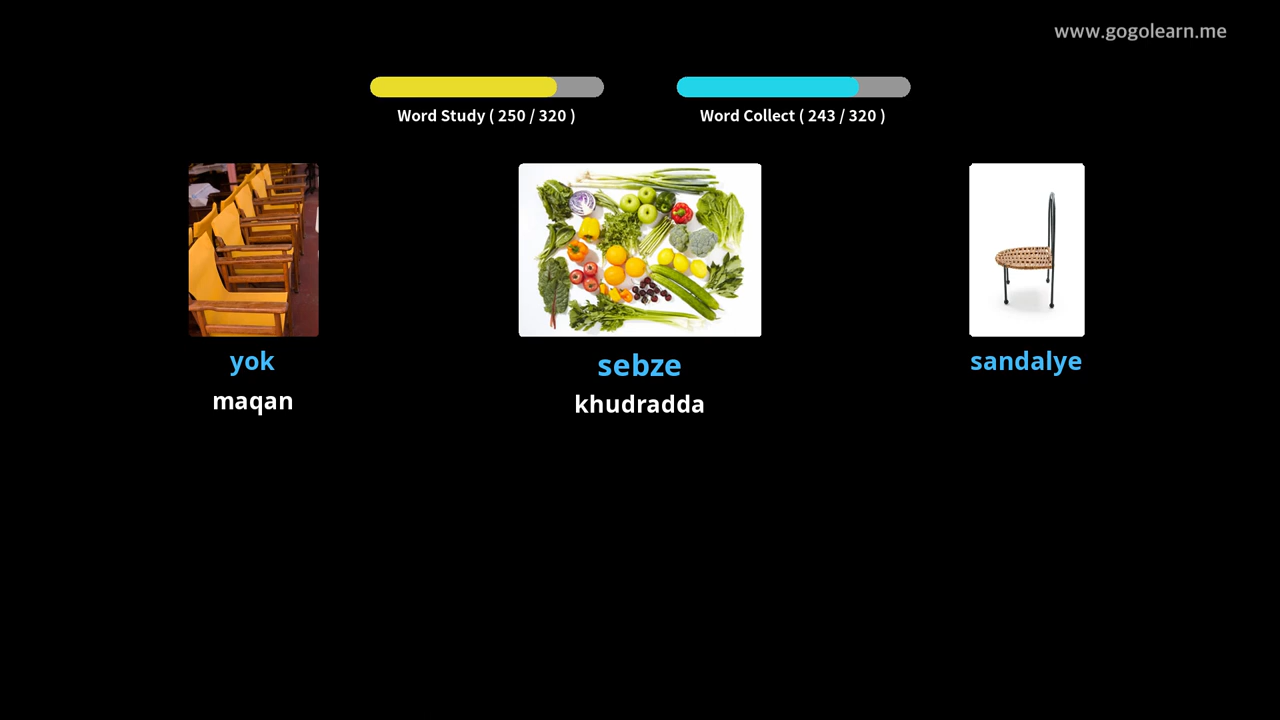 www.gogolearn.me
Word Study ( 250 / 320 )
Word Collect ( 243 / 320 )
yok
maqan
sebze
khudradda
sandalye